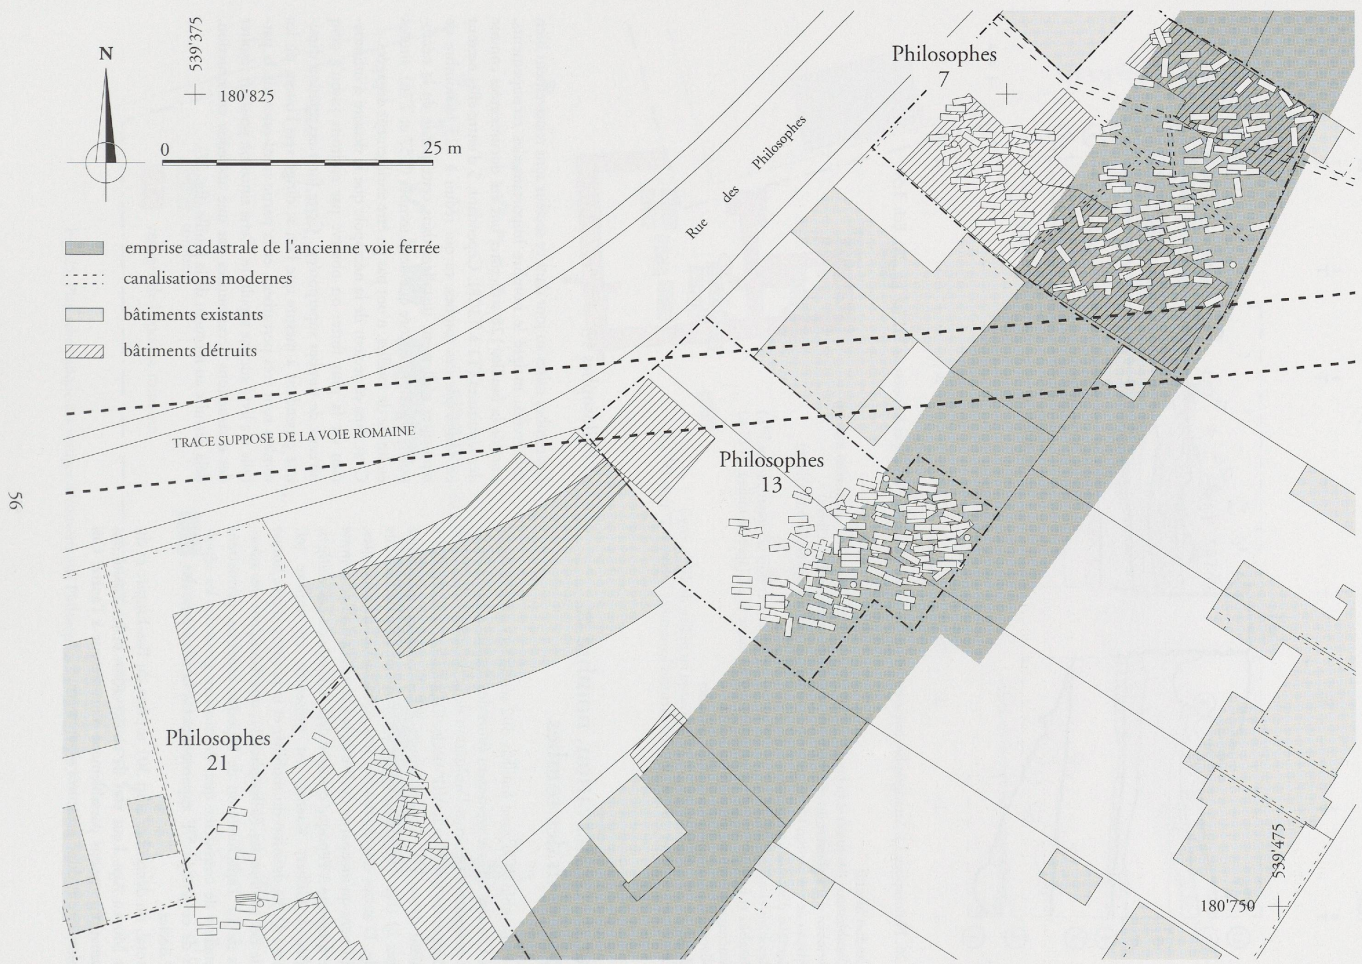 N
539'375
180'825
0 25 m
emprise cadastrale de l'ancienne voie ferrée
canalisations modernes
bâtiments existants
bâtiments détruits
Rue des Philosophes
Philosophes
7
TRACE SUPPOSE DE LA VOIE ROMAINE
Philosophes
13
Philosophes
21
539'475
180'750
56